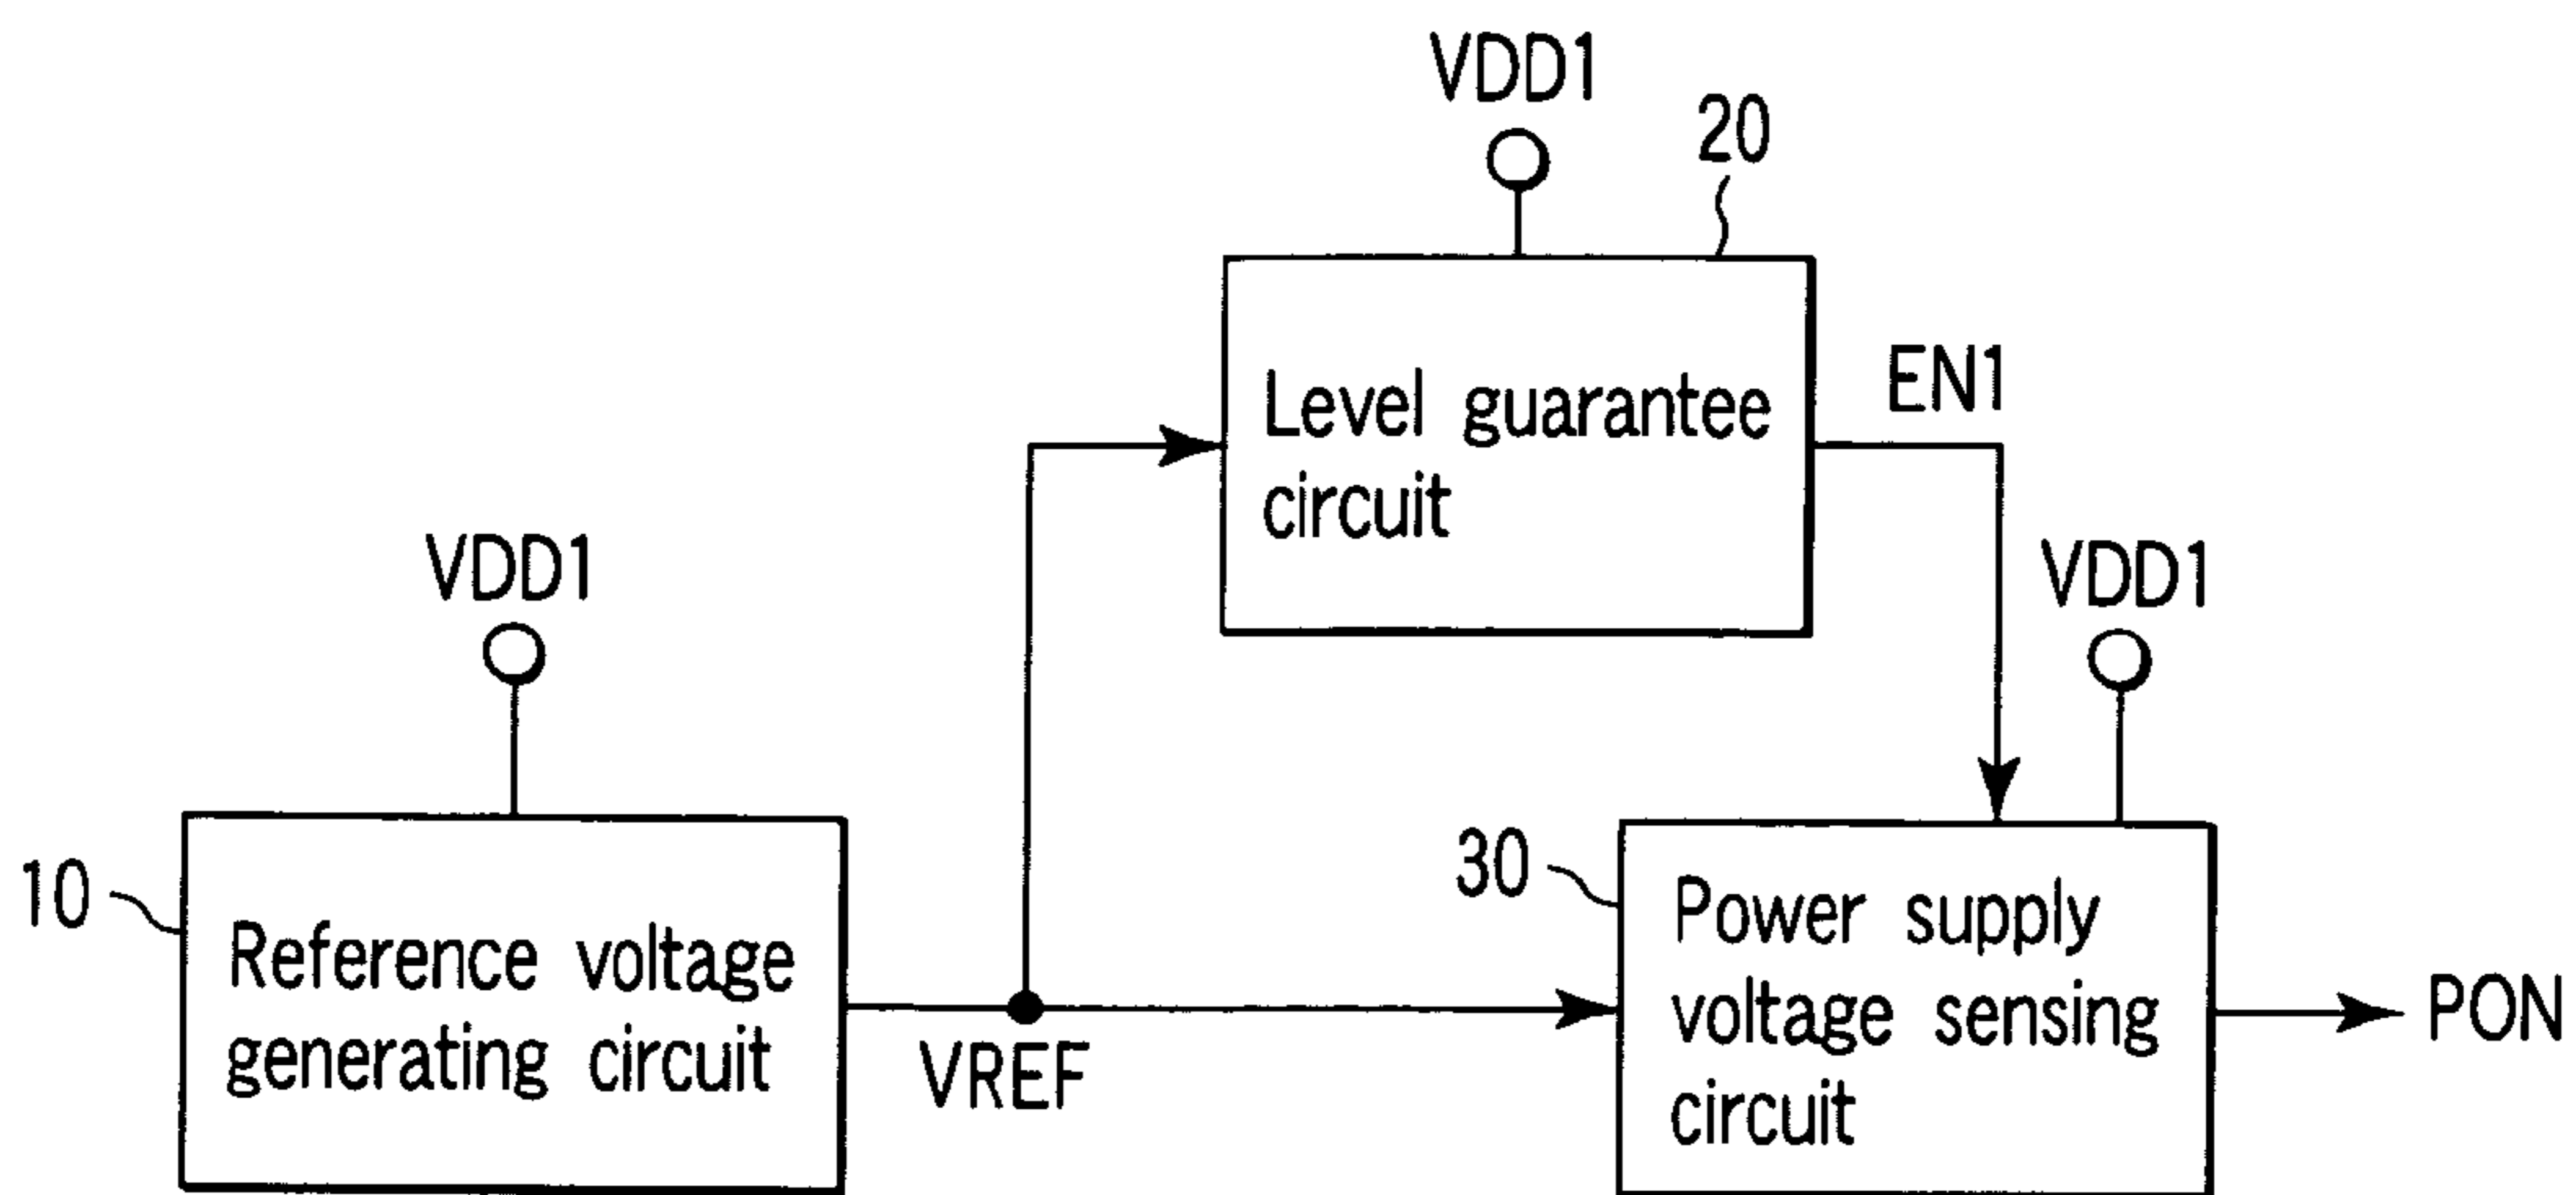 VDD1
20
Level guarantee
circuit
EN1
VDD1
VDD1
10
Reference voltage
generating circuit
VREF
30
Power supply
voltage sensing
circuit
PON